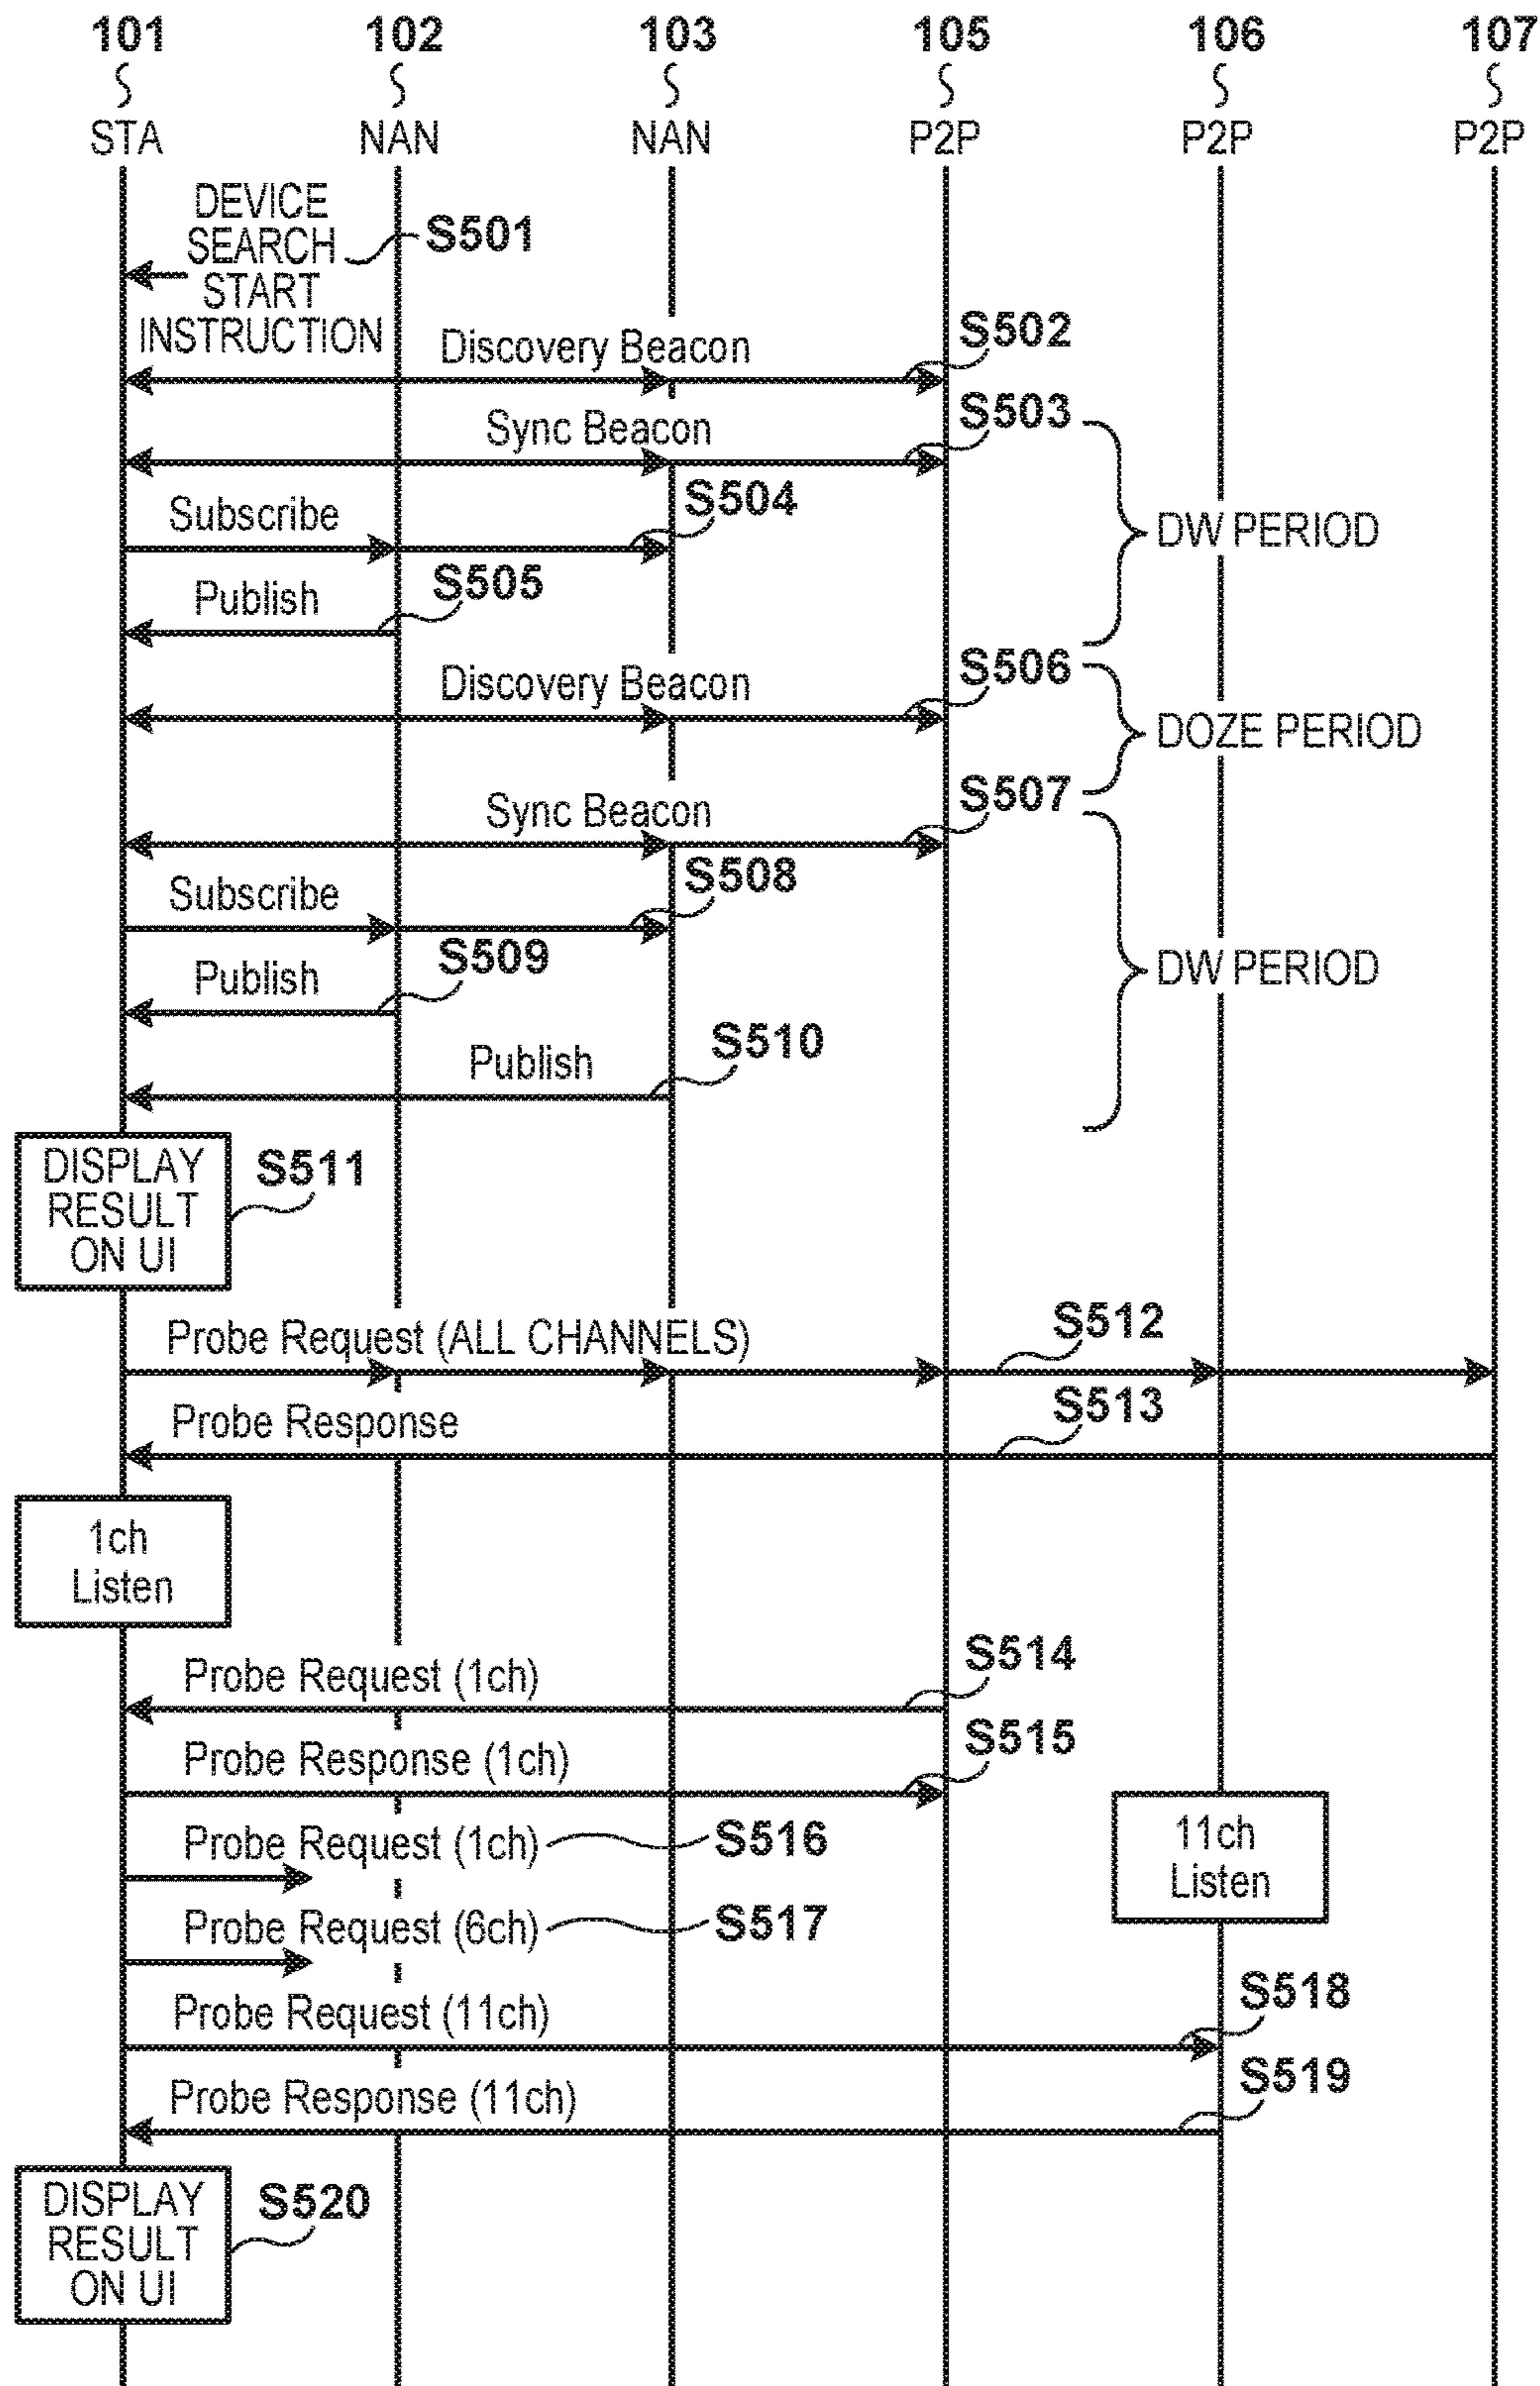 101 102 103 105 106 107
STA NAN NAN P2P P2P P2P
DEVICE
SEARCH
START
INSTRUCTION
S501
Discovery Beacon
S502
Sync Beacon
S503
Subscribe
S504
DW PERIOD
Publish
S505
Discovery Beacon
S506
DOZE PERIOD
Sync Beacon
S507
Subscribe
S508
Publish
S509
DW PERIOD
Publish
S510
DISPLAY
RESULT
ON UI
S511
Probe Request (ALL CHANNELS)
S512
Probe Response
S513
1ch
Listen
Probe Request (1ch)
S514
Probe Response (1ch)
S515
Probe Request (1ch)
S516
11ch
Listen
Probe Request (6ch)
S517
Probe Request (11ch)
S518
Probe Response (11ch)
S519
DISPLAY
RESULT
ON UI
S520